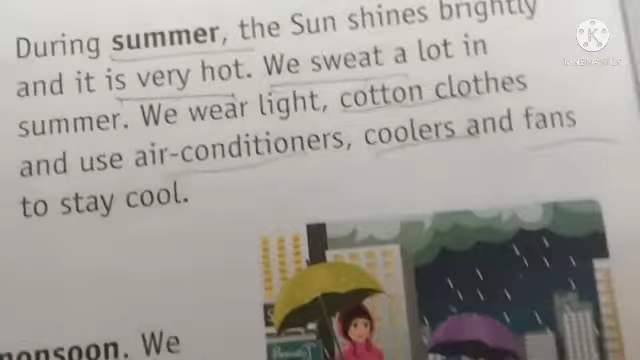 During summer, the Sun shines brightly
and it is very hot. We sweat a lot in
summer. We wear light, cotton clothes
and use air-conditioners, coolers and fans
to stay cool.
monsoon. We